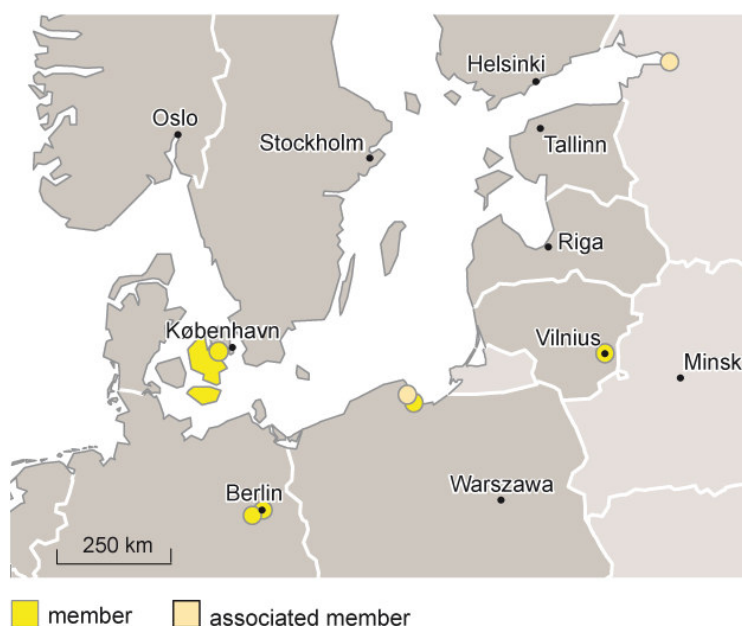 Helsinki
Oslo
Stockholm
Tallinn
Riga
København
Vilnius
Minsk
Berlin
Warszawa
250 km
member
associated member